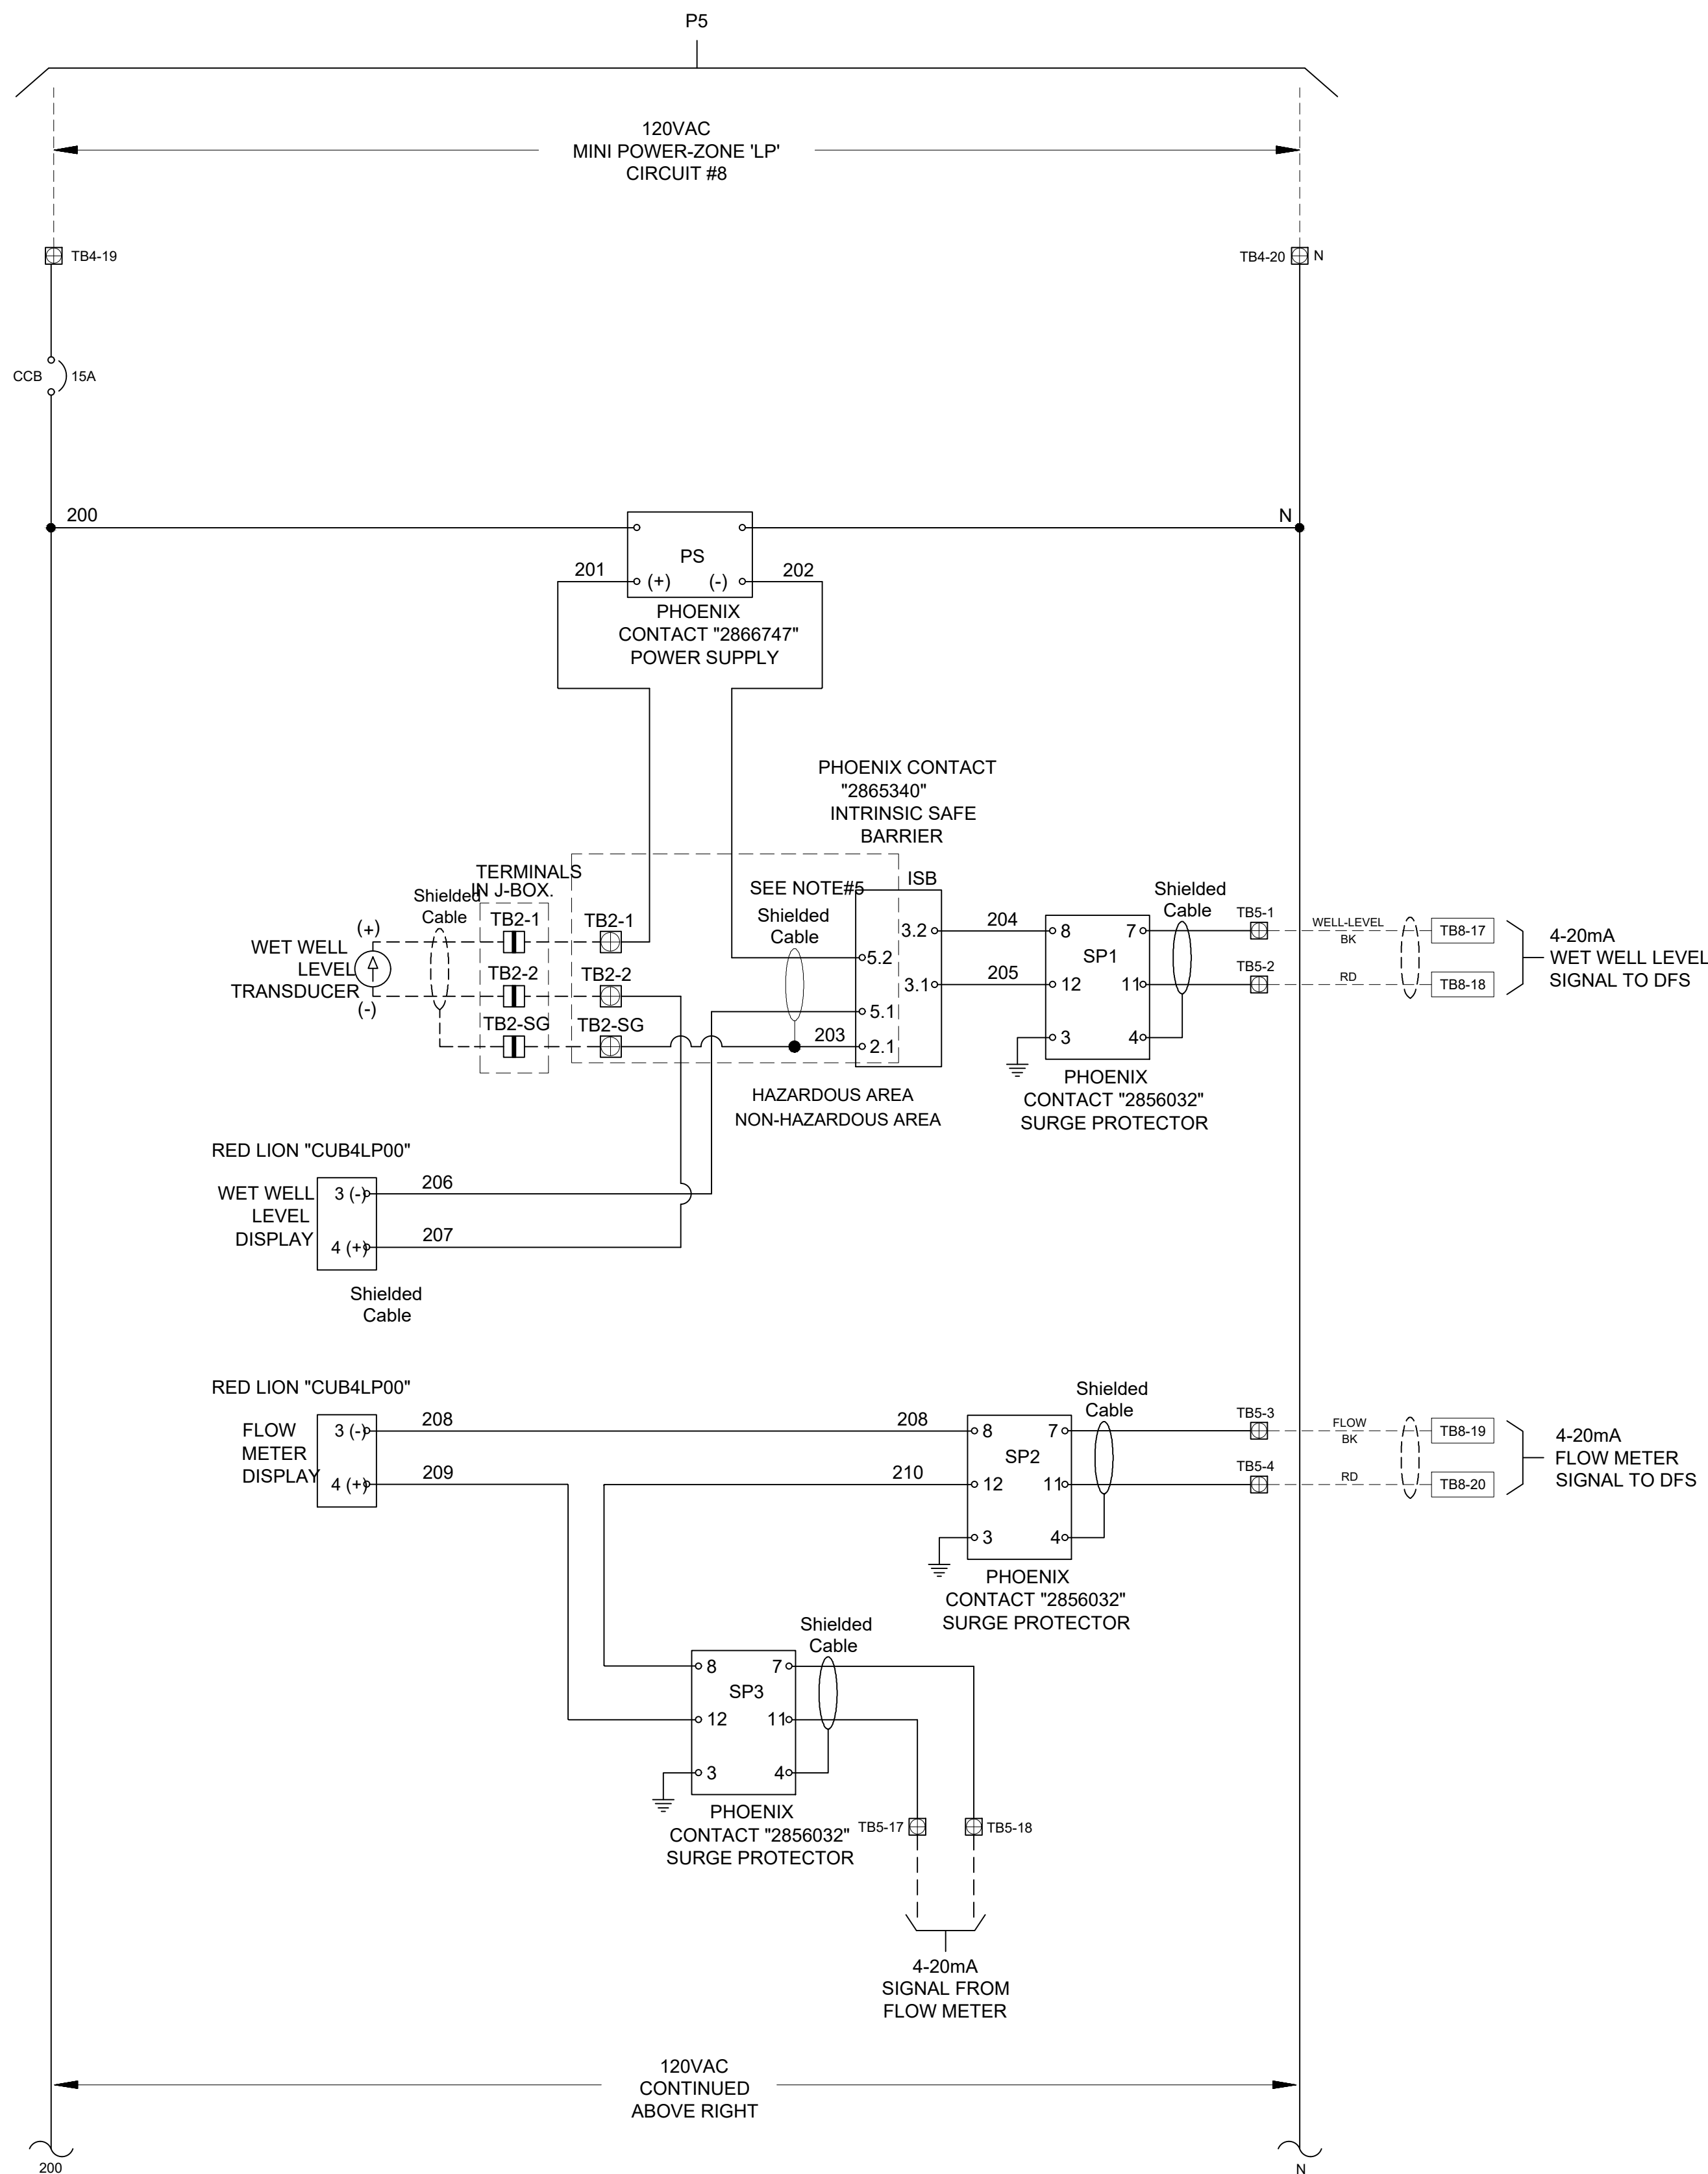 P5
120VAC
MINI POWER-ZONE 'LP'
CIRCUIT #8
TB4-19
TB4-20
N
CCB
15A
200
N
PS
201
(+)
(-)
202
PHOENIX
CONTACT "2866747"
POWER SUPPLY
PHOENIX CONTACT
"2865340"
INTRINSIC SAFE
BARRIER
TERMINALS
IN J-BOX.
Shielded
Cable
SEE NOTE#5
ISB
Shielded
Cable
Shielded
Cable
TB2-1
TB2-1
(+)
WET WELL
LEVEL
TRANSDUCER
(-)
TB2-2
TB2-2
TB2-SG
TB2-SG
203
3.2
5.2
3.1
5.1
2.1
204
205
8
7
SP1
12
11
3
4
TB5-1
TB5-2
WELL-LEVEL
BK
RD
TB8-17
TB8-18
4-20mA
WET WELL LEVEL
SIGNAL TO DFS
HAZARDOUS AREA
NON-HAZARDOUS AREA
PHOENIX
CONTACT "2856032"
SURGE PROTECTOR
RED LION "CUB4LP00"
WET WELL
LEVEL
DISPLAY
3 (-)
4 (+)
206
207
Shielded
Cable
RED LION "CUB4LP00"
FLOW
METER
DISPLAY
3 (-)
4 (+)
208
209
208
210
Shielded
Cable
8
7
SP2
12
11
3
4
TB5-3
TB5-4
FLOW
BK
RD
TB8-19
TB8-20
4-20mA
FLOW METER
SIGNAL TO DFS
PHOENIX
CONTACT "2856032"
SURGE PROTECTOR
Shielded
Cable
8
7
SP3
12
11
3
4
PHOENIX
CONTACT "2856032"
SURGE PROTECTOR
TB5-17
TB5-18
4-20mA
SIGNAL FROM
FLOW METER
120VAC
CONTINUED
ABOVE RIGHT
200
N